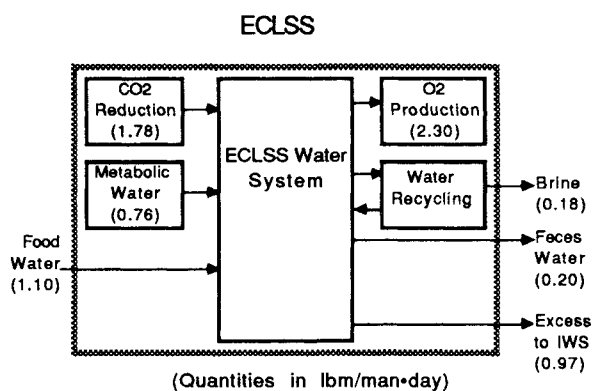 ECLSS
CO2
Reduction
(1.78)
O2
Production
(2.30)
ECLSS Water
System
Metabolic
Water
(0.76)
Water
Recycling
Brine
(0.18)
Food
Water
(1.10)
Feces
Water
(0.20)
Excess
to IWS
(0.97)
(Quantities in lbm/man•day)